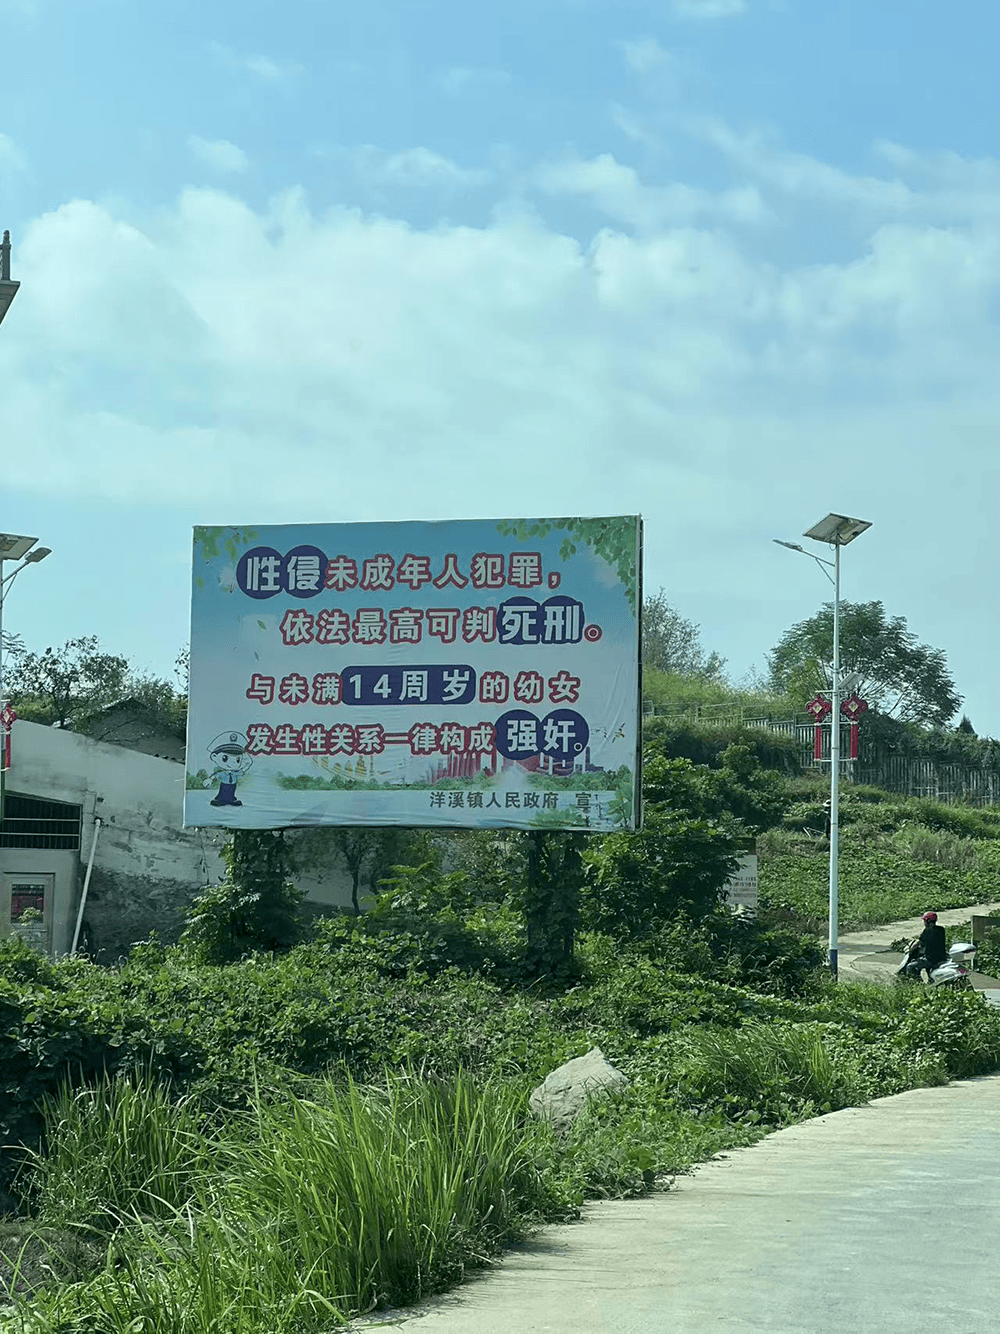 性侵未成年人犯罪，
依法最高可判死刑。
与未满14周岁的幼女
发生性关系一律构成强奸。
洋溪镇人民政府 宣